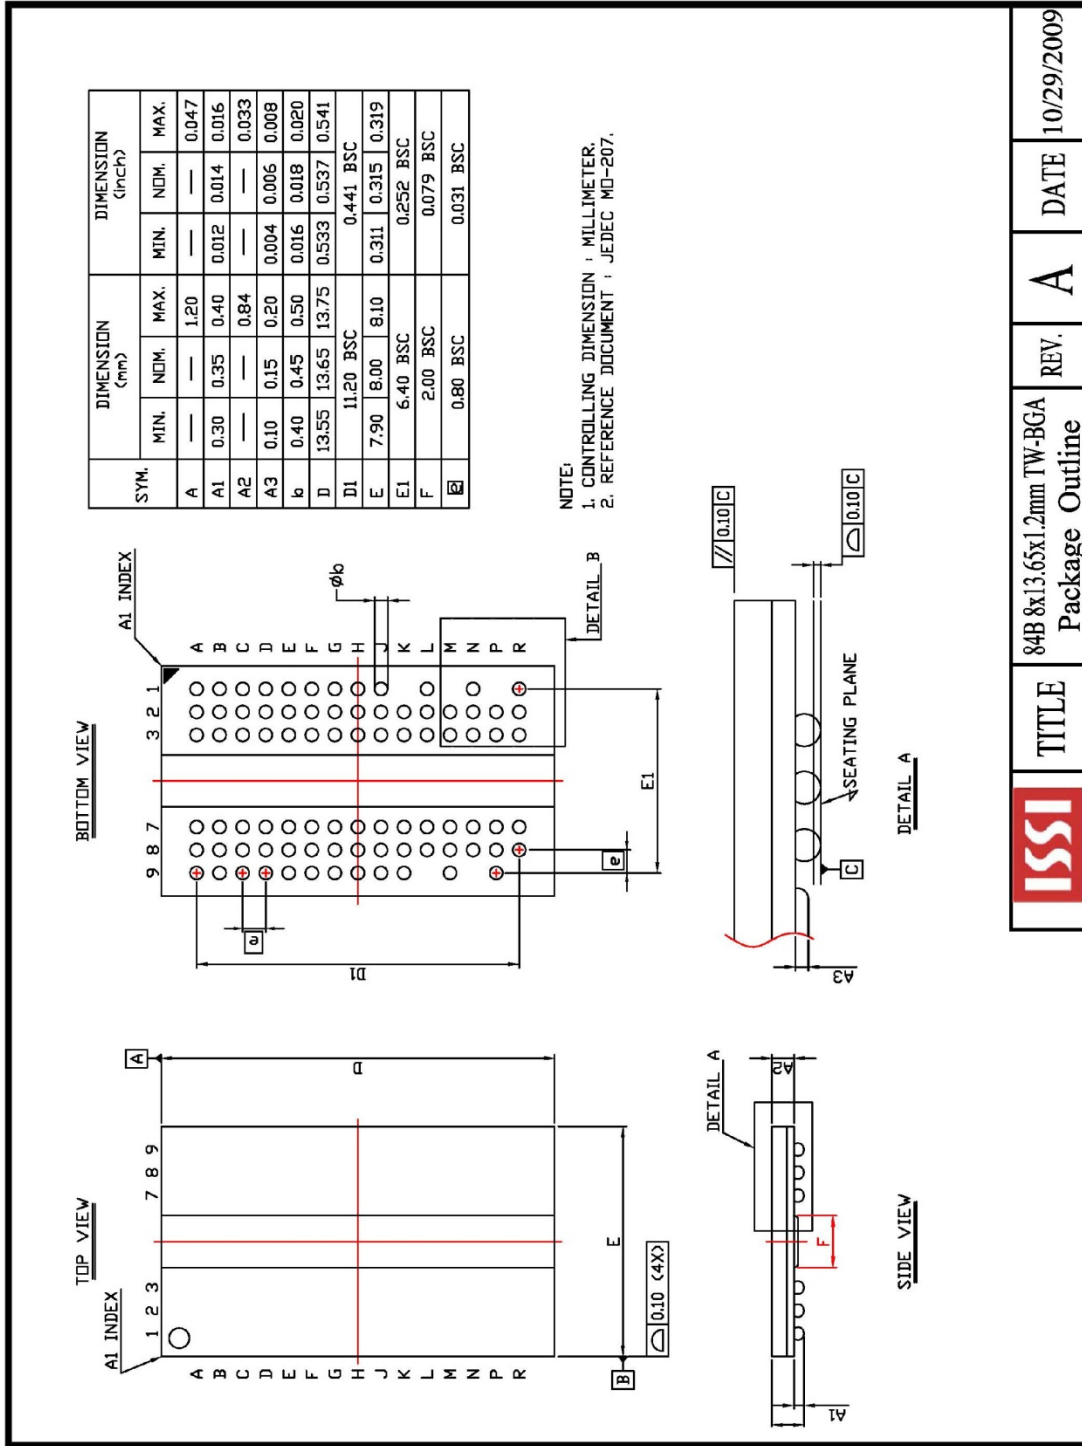 TOP VIEW
A1 INDEX
1 2 3 7 8 9
A
B
C
D
E
F
G
H
J
K
L
M
N
P
R
A
D
E
B
0.10 (4X)
BOTTOM VIEW
A1 INDEX
9 8 7 3 2 1
A
B
C
D
E
F
G
H
J
K
L
M
N
P
R
D1
e
e
E1
Øb
DETAIL B
SYM. DIMENSION (mm) DIMENSION (inch)
MIN. NOM. MAX. MIN. NOM. MAX.
A — — 1.20 — — 0.047
A1 0.30 0.35 0.40 0.012 0.014 0.016
A2 — — 0.84 — — 0.033
A3 0.10 0.15 0.20 0.004 0.006 0.008
b 0.40 0.45 0.50 0.016 0.018 0.020
D 13.55 13.65 13.75 0.533 0.537 0.541
D1 11.20 BSC 0.441 BSC
E 7.90 8.00 8.10 0.311 0.315 0.319
E1 6.40 BSC 0.252 BSC
F 2.00 BSC 0.079 BSC
e 0.80 BSC 0.031 BSC
NOTE:
1. CONTROLLING DIMENSION : MILLIMETER.
2. REFERENCE DOCUMENT : JEDEC MO-207.
DETAIL A
A2
A1
F
SIDE VIEW
// 0.10 C
0.10 C
SEATING PLANE
C
A3
DETAIL A
ISSI
TITLE
84B 8x13.65x1.2mm TW-BGA
Package Outline
REV.
A
DATE
10/29/2009